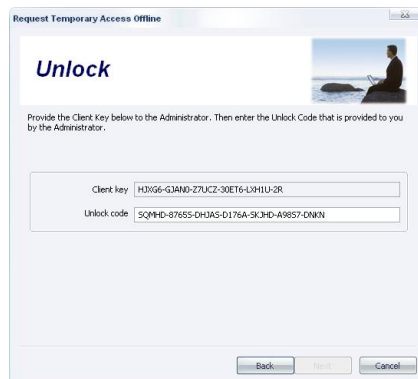 Request Temporary Access Offline
Unlock
Provide the Client Key below to the Administrator. Then enter the Unlock Code that is provided to you
by the Administrator.
Client key HJXG6-GJAN0-Z7UCZ-30ET6-LXH1U-2R
Unlock code SQMHD-8765S-DHJAS-D176A-SKJHD-A98S7-DNKN
Back Next Cancel